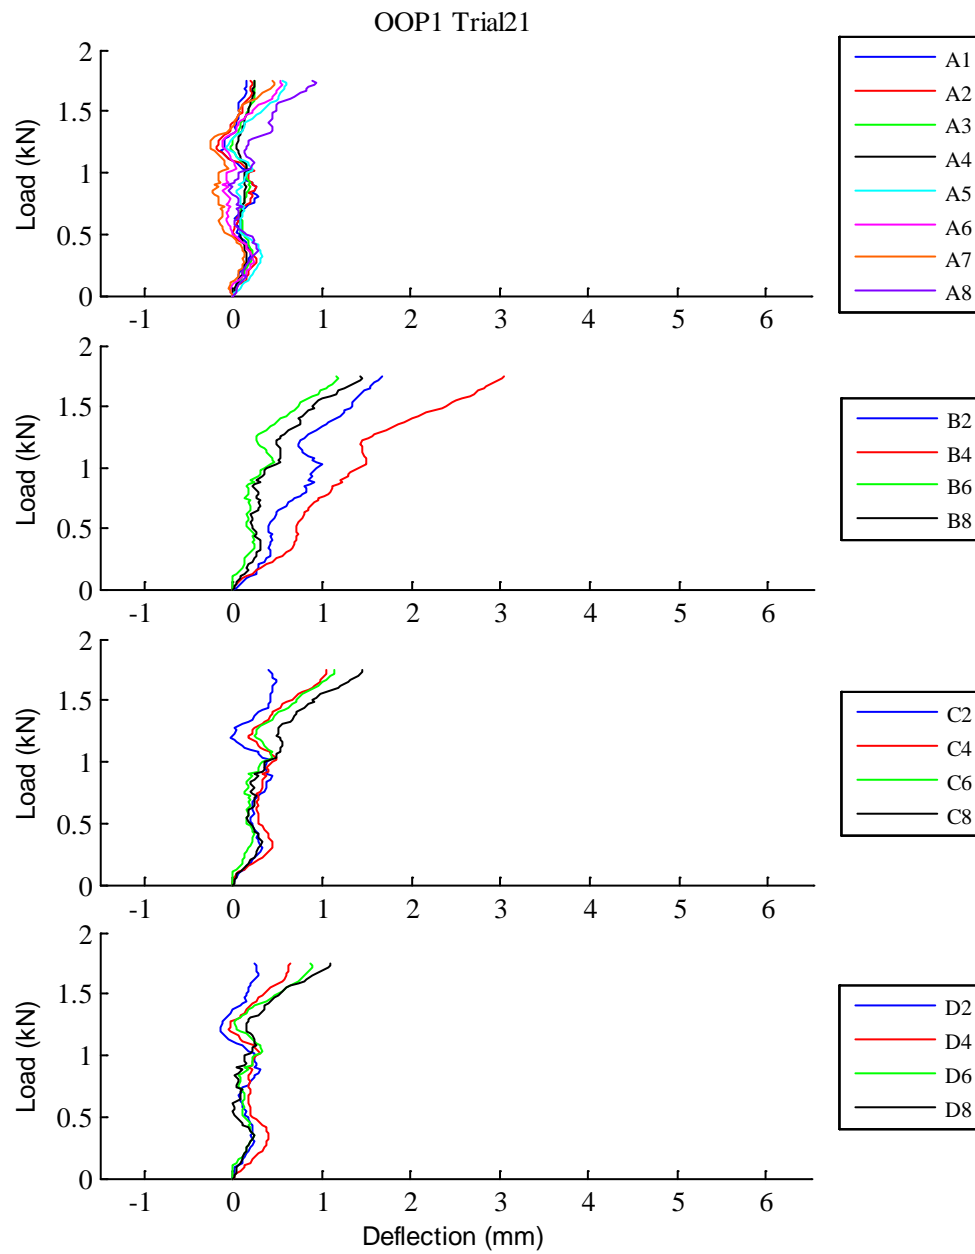 OOP1 Trial21
2
1.5
1
0.5
0
Load (kN)
-1 0 1 2 3 4 5 6
A1
A2
A3
A4
A5
A6
A7
A8
2
1.5
1
0.5
0
Load (kN)
-1 0 1 2 3 4 5 6
B2
B4
B6
B8
2
1.5
1
0.5
0
Load (kN)
-1 0 1 2 3 4 5 6
C2
C4
C6
C8
2
1.5
1
0.5
0
Load (kN)
-1 0 1 2 3 4 5 6
Deflection (mm)
D2
D4
D6
D8